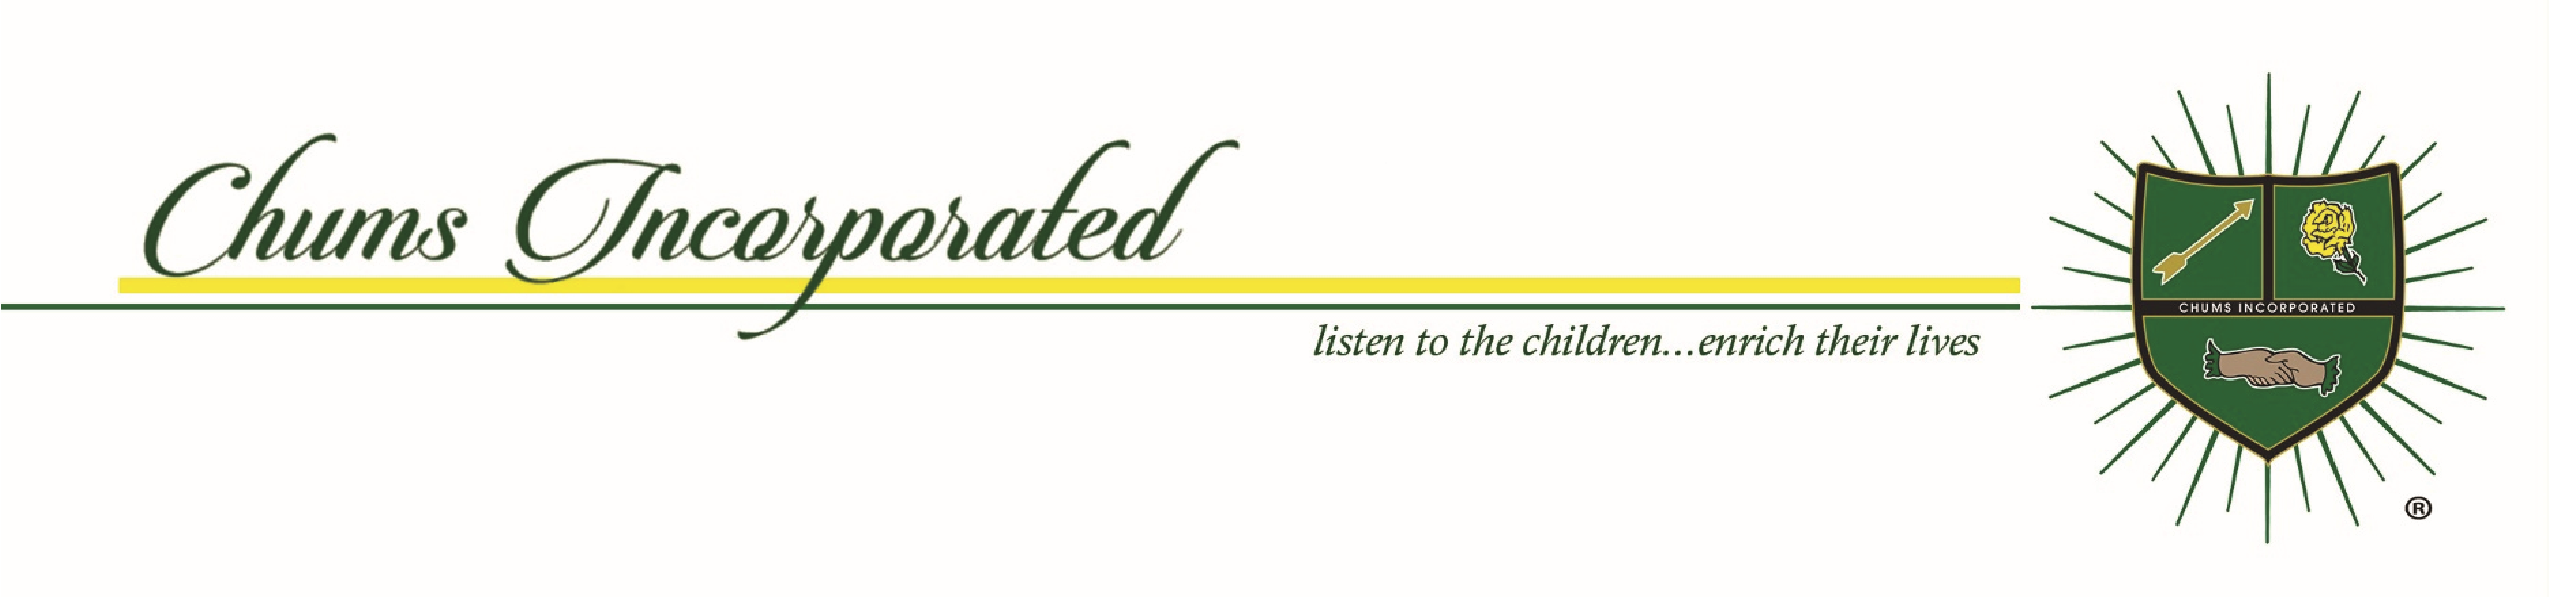 Chums Incorporated
listen to the children...enrich their lives
CHUMS INCORPORATED
®